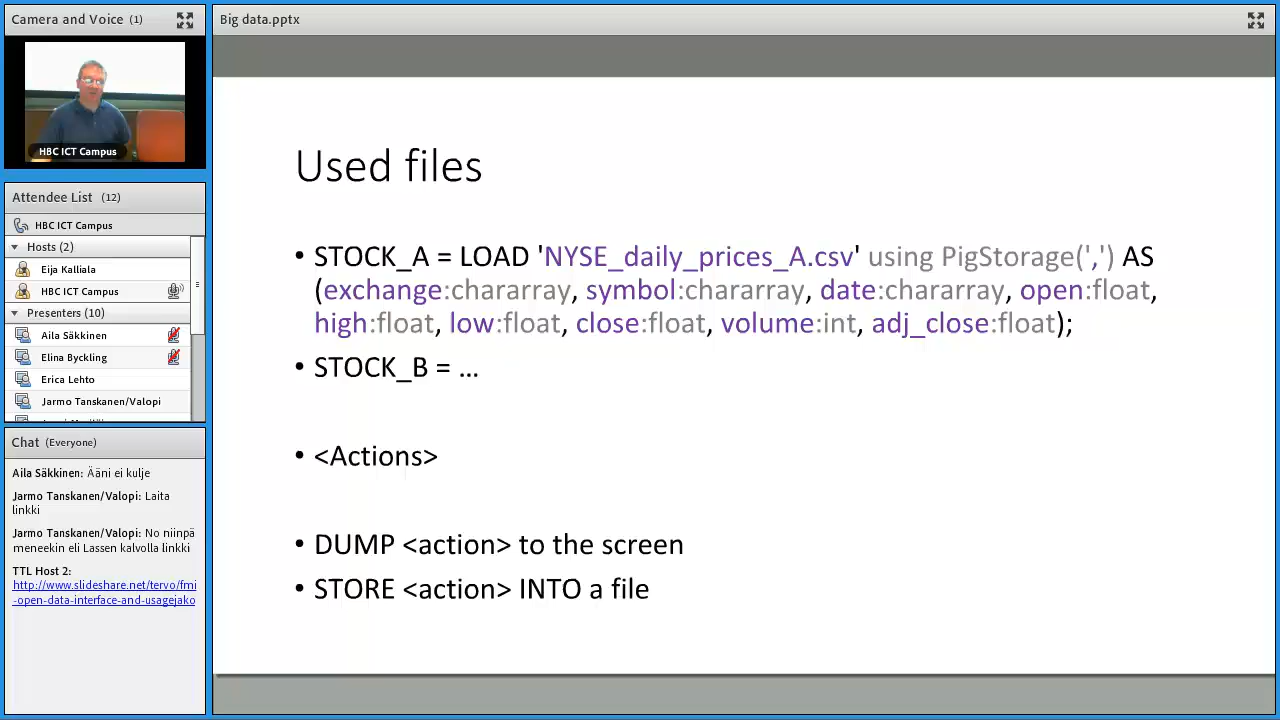 Camera and Voice (1)
HBC ICT Campus
Attendee List (12)
HBC ICT Campus
Hosts (2)
Eija Kalliala
HBC ICT Campus
Presenters (10)
Aila Säkkinen
Elina Byckling
Erica Lehto
Jarmo Tanskanen/Valopi
Chat (Everyone)
Aila Säkkinen: Ääni ei kulje
Jarmo Tanskanen/Valopi: Laita
linkki
Jarmo Tanskanen/Valopi: No niinpä
meneekin eli Lassen kalvolla linkki
TTL Host 2:
http://www.slideshare.net/tervo/fmi
-open-data-interface-and-usagejako
Big data.pptx
Used files
• STOCK_A = LOAD 'NYSE_daily_prices_A.csv' using PigStorage(',') AS
(exchange:chararray, symbol:chararray, date:chararray, open:float,
high:float, low:float, close:float, volume:int, adj_close:float);
• STOCK_B = ...
• <Actions>
• DUMP <action> to the screen
• STORE <action> INTO a file